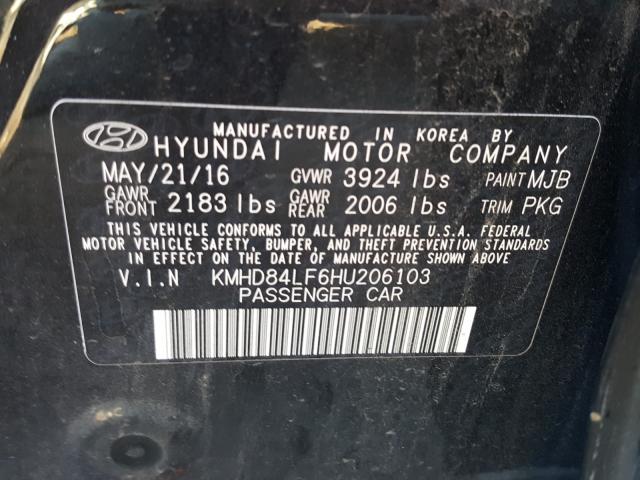 MANUFACTURED IN KOREA BY
HYUNDAI MOTOR COMPANY
MAY/21/16 GVWR 3924 lbs PAINT MJB
GAWR FRONT 2183 lbs GAWR REAR 2006 lbs TRIM PKG
THIS VEHICLE CONFORMS TO ALL APPLICABLE U.S.A. FEDERAL
MOTOR VEHICLE SAFETY, BUMPER, AND THEFT PREVENTION STANDARDS
IN EFFECT ON THE DATE OF MANUFACTURE SHOWN ABOVE.
V.I.N KMHD84LF6HU206103
PASSENGER CAR